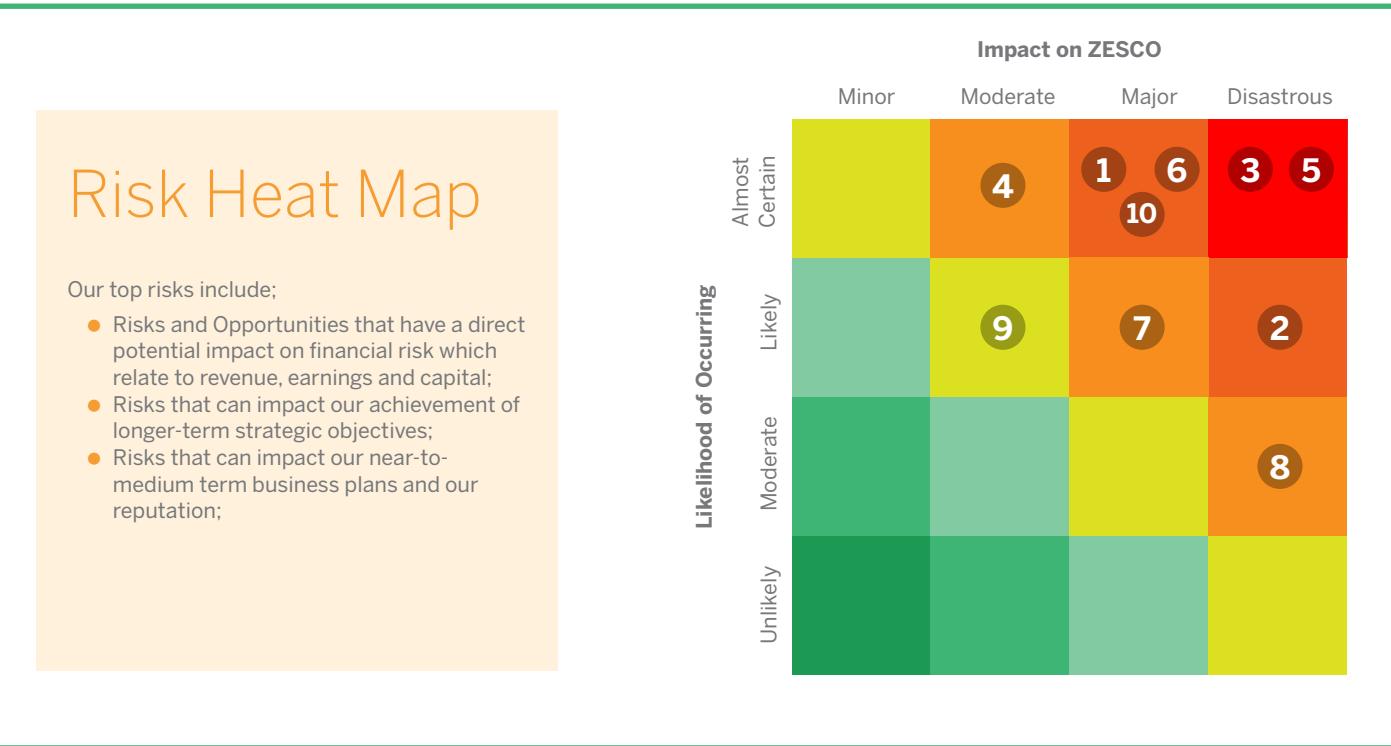 Risk Heat Map
Our top risks include;
Risks and Opportunities that have a direct
potential impact on financial risk which
relate to revenue, earnings and capital;
Risks that can impact our achievement of
longer-term strategic objectives;
Risks that can impact our near-to-
medium term business plans and our
reputation;
Impact on ZESCO
Minor Moderate Major Disastrous
Likelihood of Occurring
Almost
Certain
4 1 6 10 3 5
Likely
9 7 2
Moderate
8
Unlikely